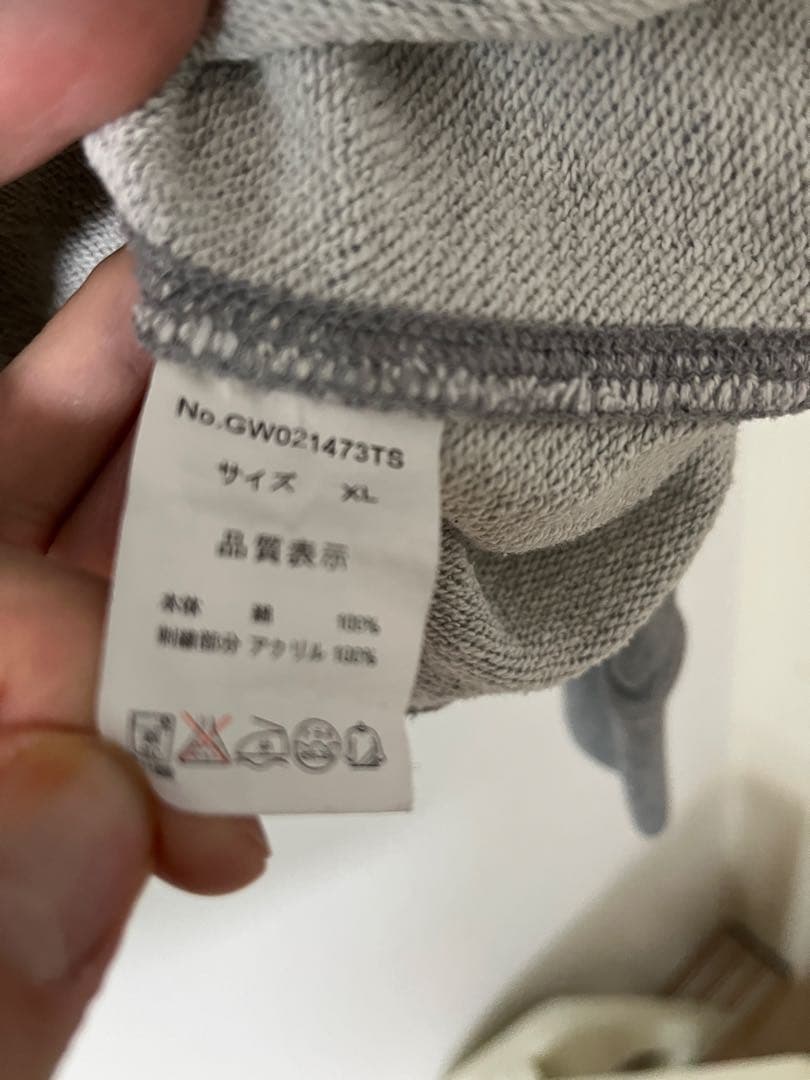 No.GW021473TS
サイズ XL
品質表示
本体 綿 100%
刺繍部分 アクリル 100%